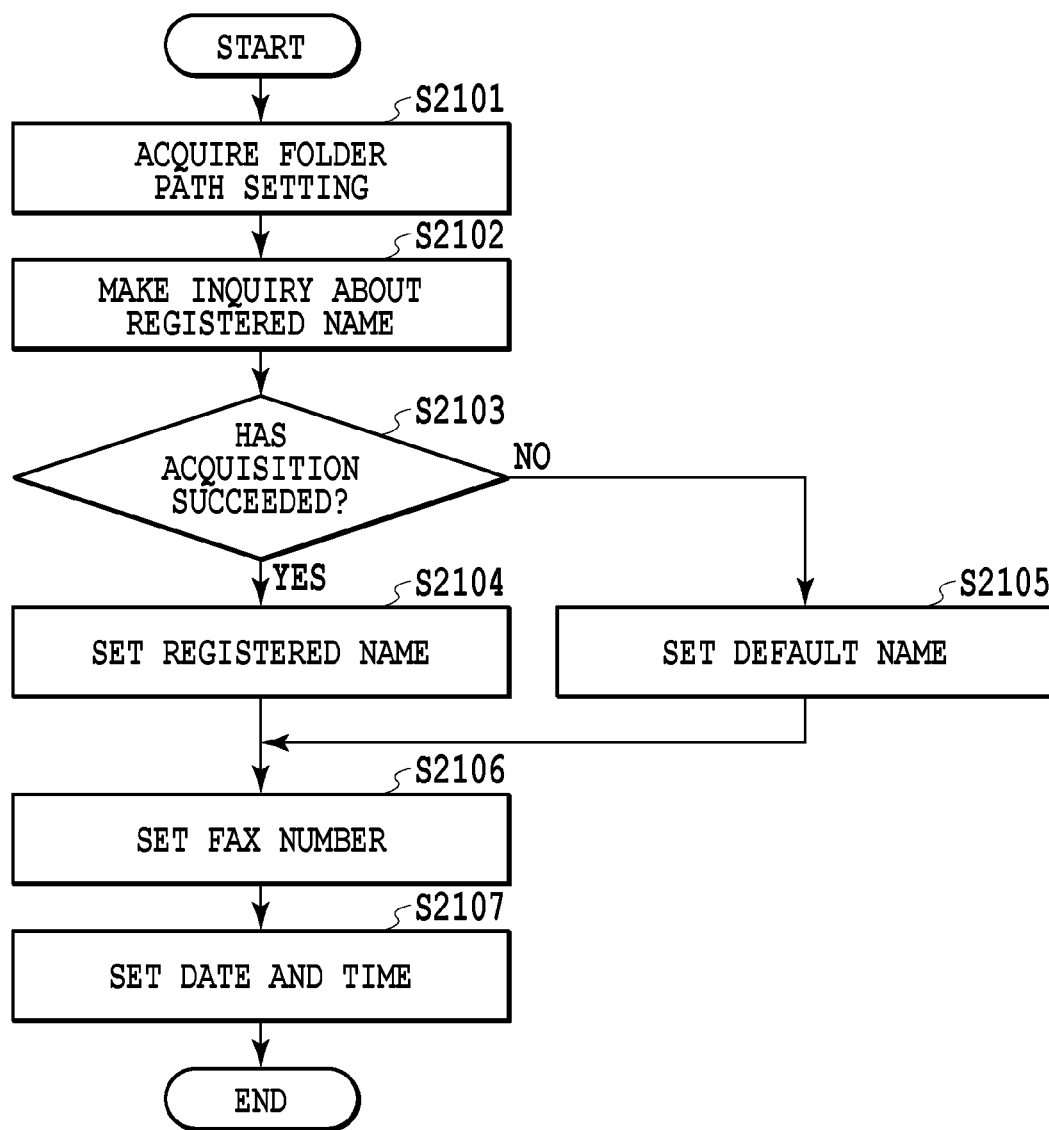 START
S2101
ACQUIRE FOLDER
PATH SETTING
S2102
MAKE INQUIRY ABOUT
REGISTERED NAME
S2103
HAS
ACQUISITION
SUCCEEDED?
NO
YES
S2104
SET REGISTERED NAME
S2105
SET DEFAULT NAME
S2106
SET FAX NUMBER
S2107
SET DATE AND TIME
END